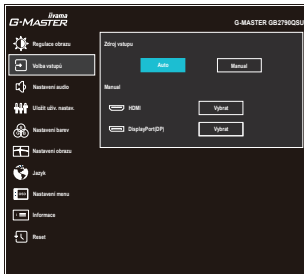 iiyama
G-MASTER
G-MASTER GB2790QSU
Regulace obrazu
Volba vstupů
Nastavení audio
Uložit uživ. nastav.
Nastavení barev
Nastavení obrazu
Jazyk
Nastavení menu
Informace
Reset
Zdroj vstupu
Auto
Manual
Manual
HDMI
Vybrat
DisplayPort(DP)
Vybrat